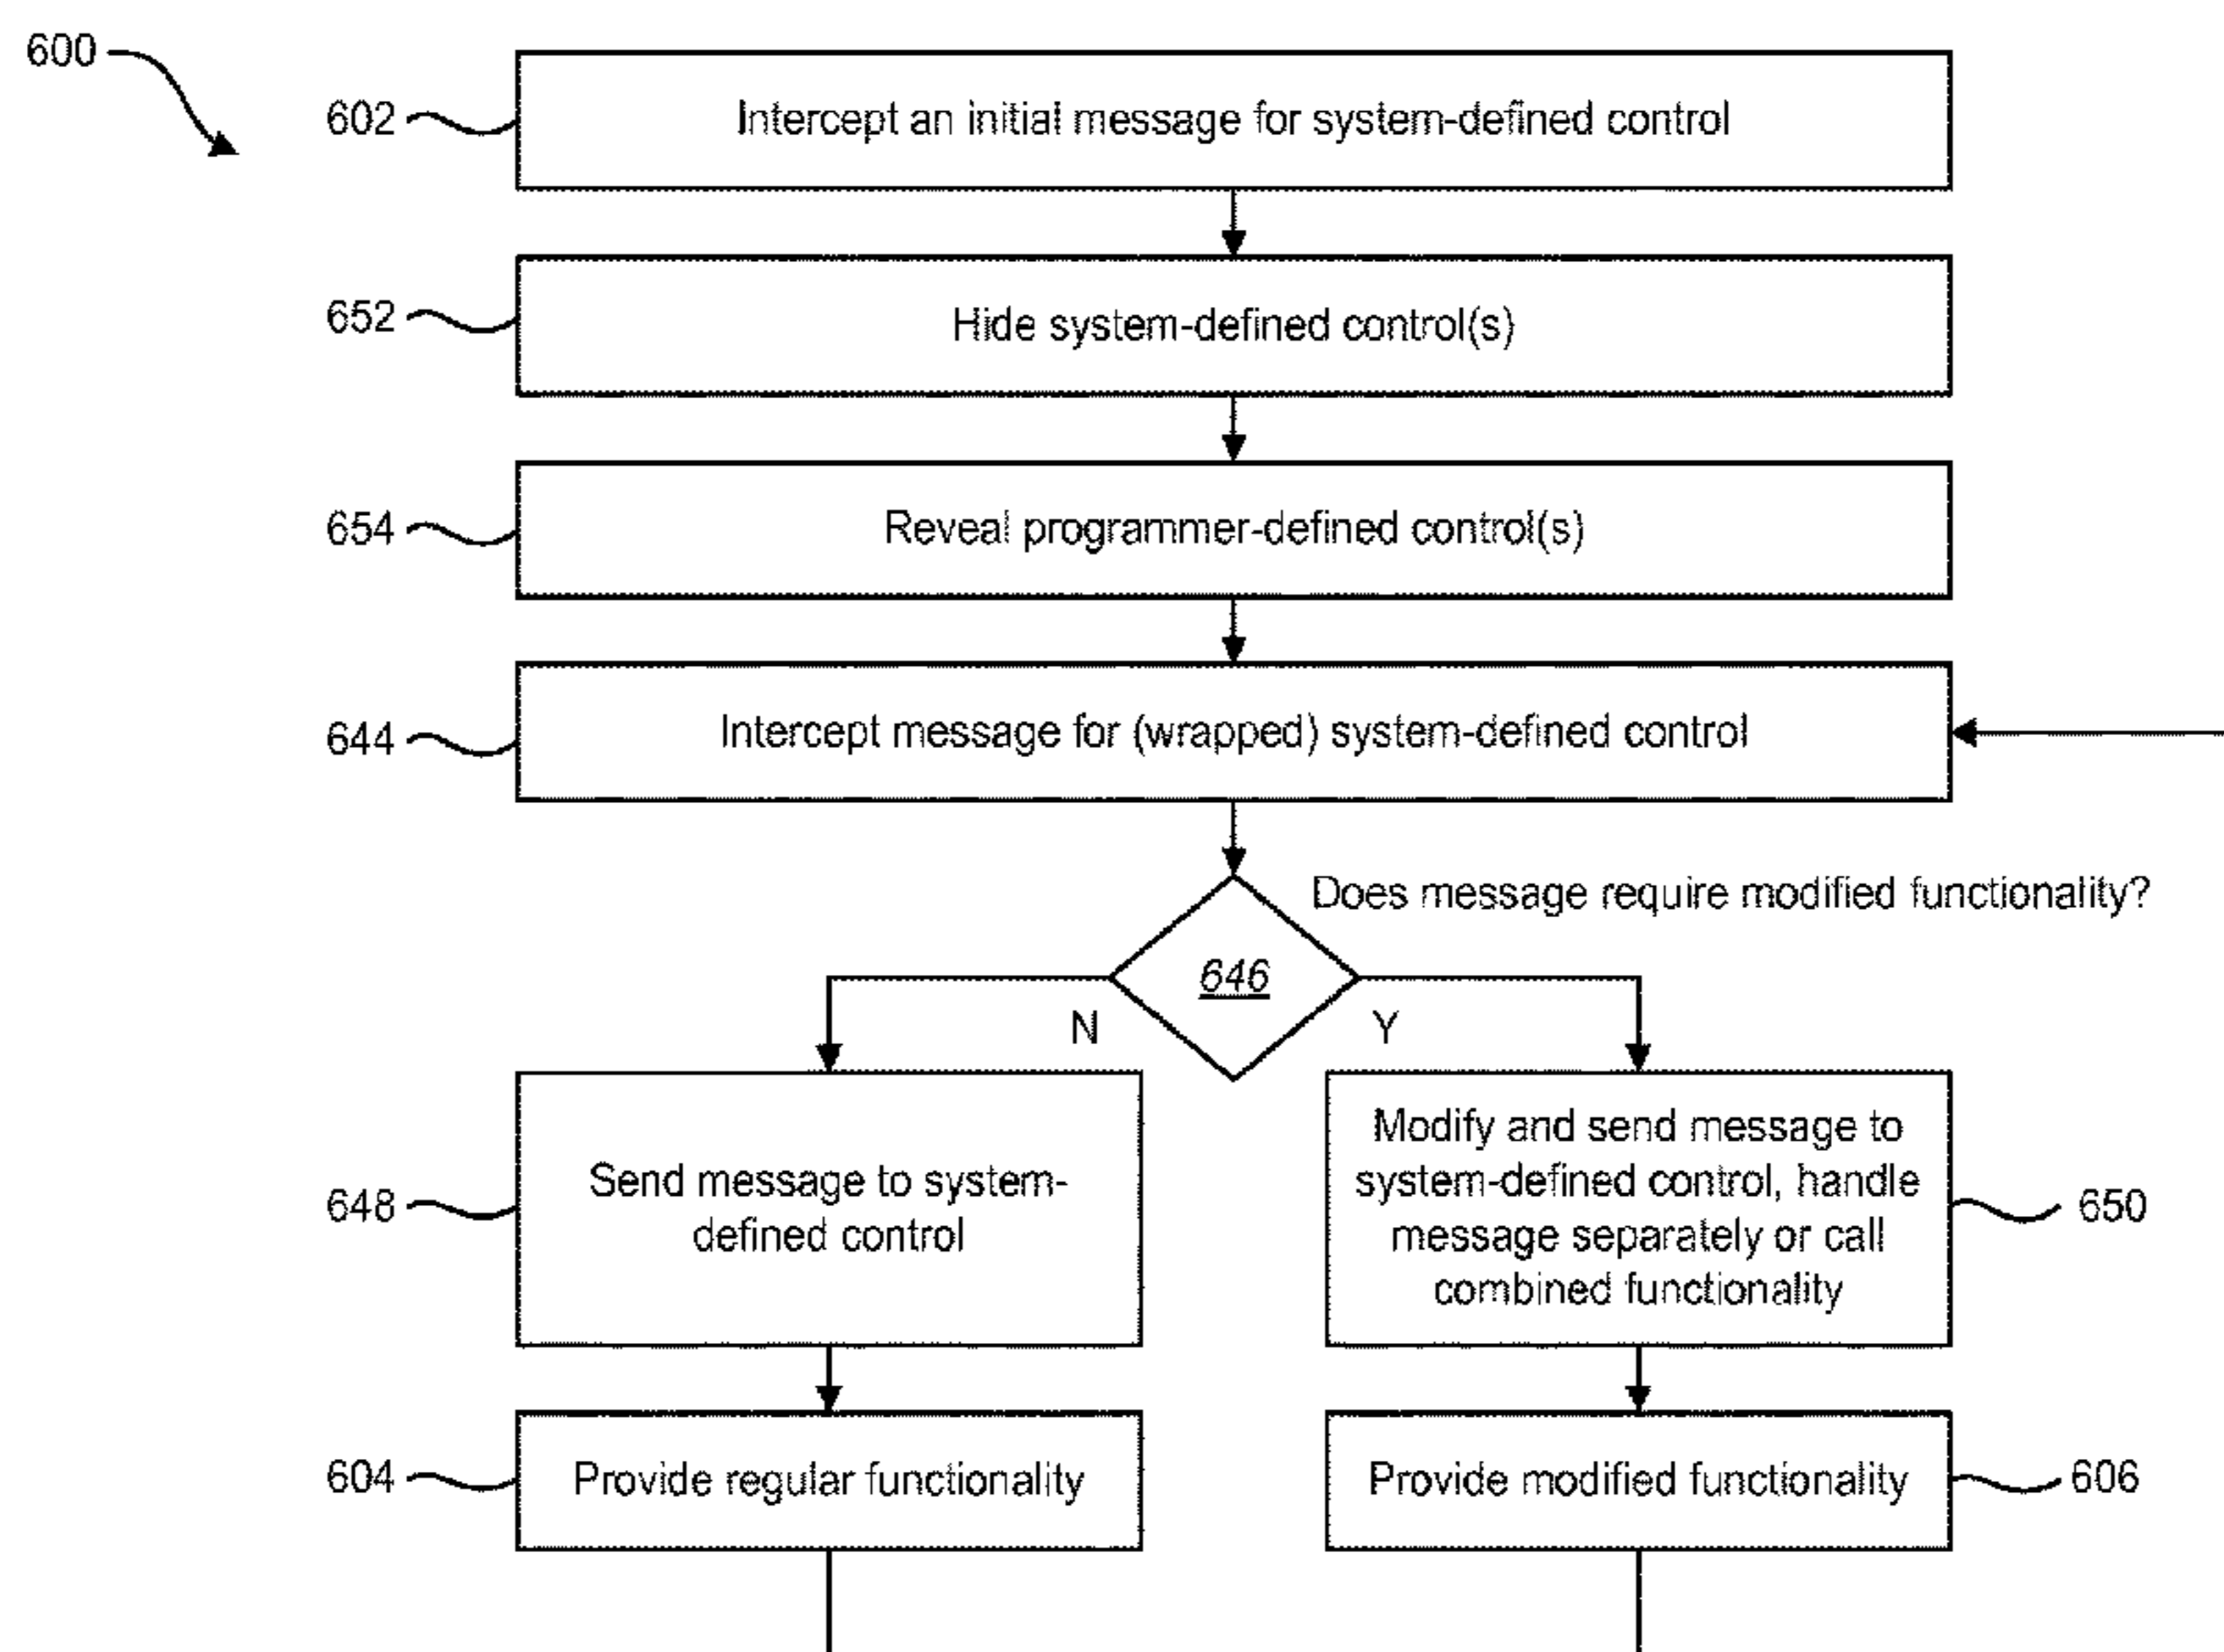 600
602
Intercept an initial message for system-defined control
652
Hide system-defined control(s)
654
Reveal programmer-defined control(s)
644
Intercept message for (wrapped) system-defined control
Does message require modified functionality?
646
N
Y
648
Send message to system-
defined control
Modify and send message to
system-defined control, handle
message separately or call
combined functionality
650
604
Provide regular functionality
Provide modified functionality
606